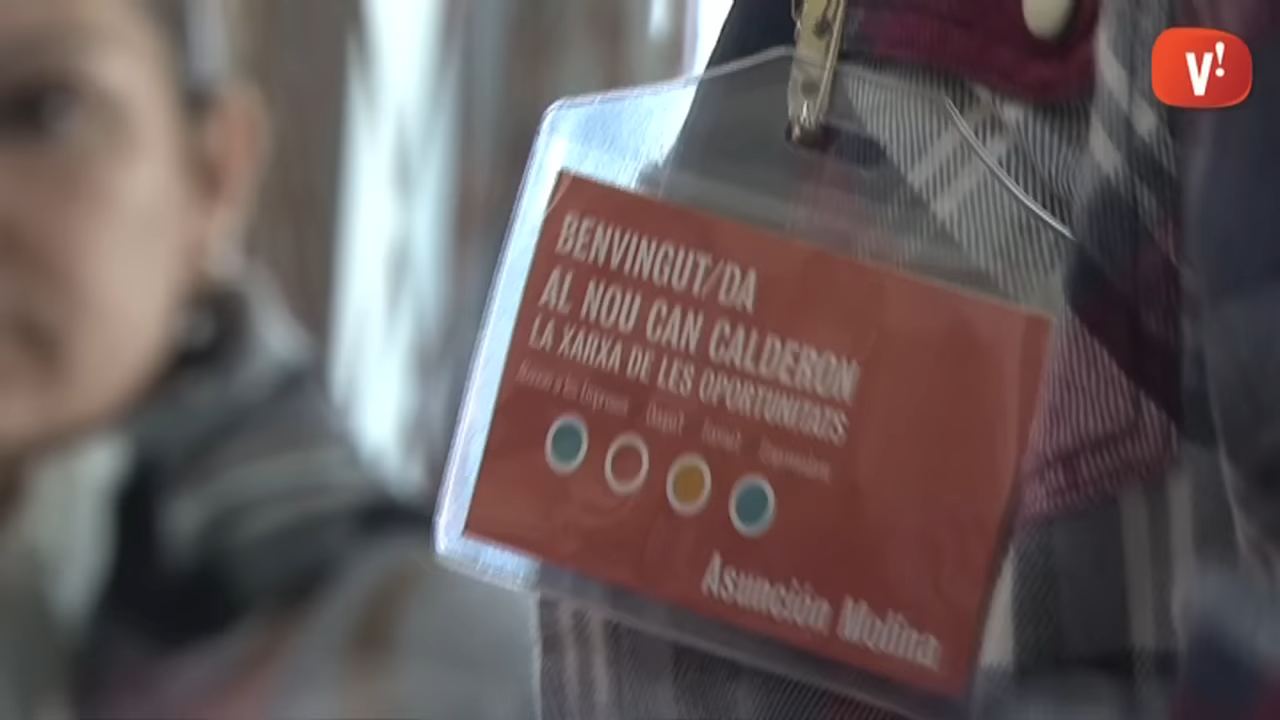 V!
BENVINGUT/DA
AL NOU CAN CALDERON
LA XARXA DE LES OPORTUNITATS
Asunción Molina